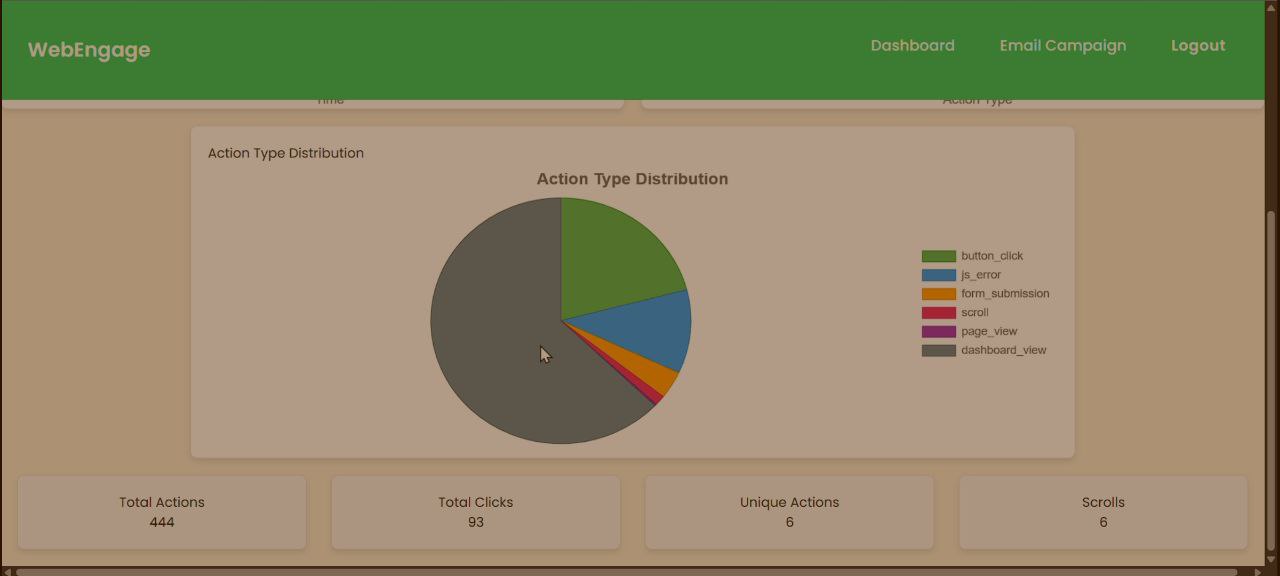 WebEngage
Dashboard
Email Campaign
Logout
Time
Action Type
Action Type Distribution
Action Type Distribution
button_click
js_error
form_submission
scroll
page_view
dashboard_view
Total Actions
444
Total Clicks
93
Unique Actions
6
Scrolls
6